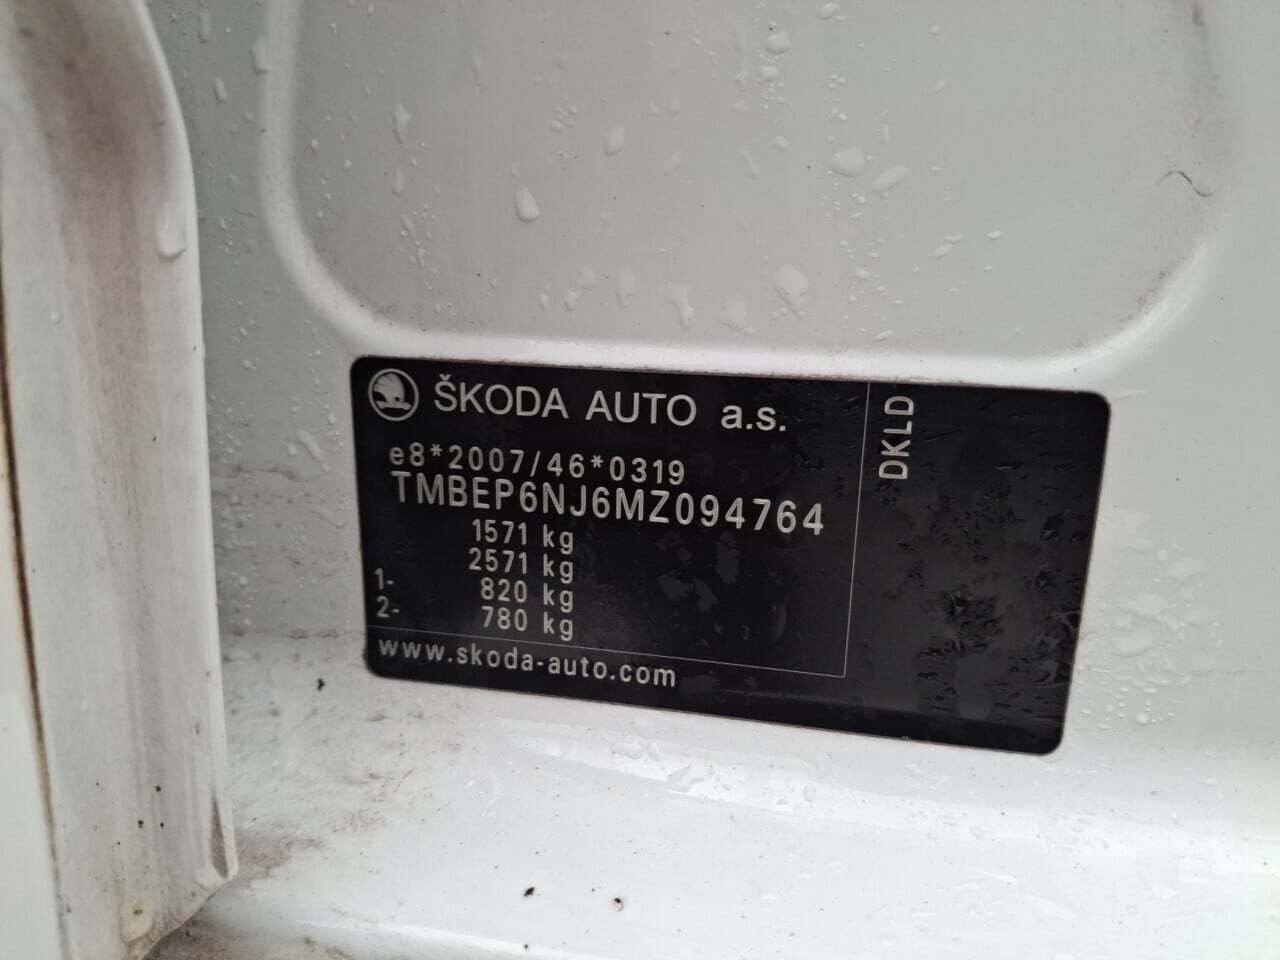 ŠKODA AUTO a.s.
e8*2007/46*0319
TMBEP6NJ6MZ094764
1571 kg
2571 kg
1- 820 kg
2- 780 kg
www.skoda-auto.com
DKLD